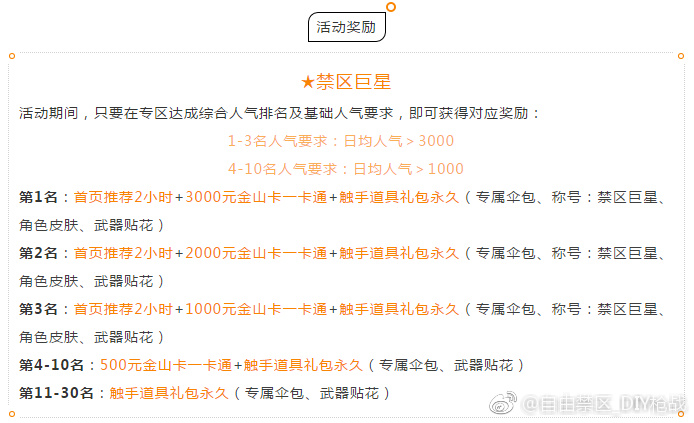 活动奖励
★禁区巨星
活动期间，只要在专区达成综合人气排名及基础人气要求，即可获得对应奖励：
1-3名人气要求：日均人气＞3000
4-10名人气要求：日均人气＞1000
第1名：首页推荐2小时+3000元金山卡一卡通+触手道具礼包永久（专属伞包、称号：禁区巨星、
角色皮肤、武器贴花）
第2名：首页推荐2小时+2000元金山卡一卡通+触手道具礼包永久（专属伞包、称号：禁区巨星、
角色皮肤、武器贴花）
第3名：首页推荐2小时+1000元金山卡一卡通+触手道具礼包永久（专属伞包、称号：禁区巨星、
角色皮肤、武器贴花）
第4-10名：500元金山卡一卡通+触手道具礼包永久（专属伞包、武器贴花）
第11-30名：触手道具礼包永久（专属伞包、武器贴花）
@自由禁区_DIY枪战